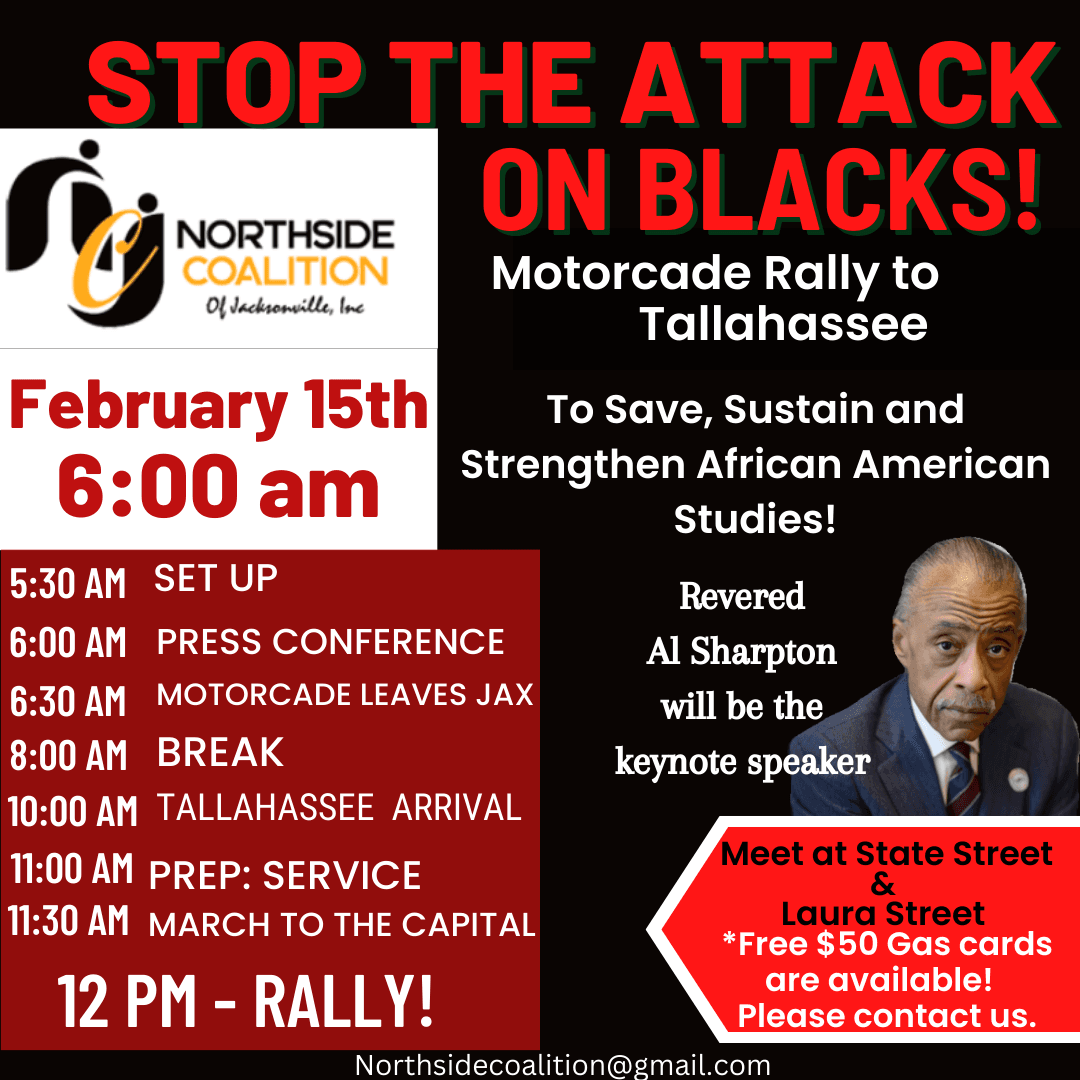 STOP THE ATTACK
ON BLACKS!
NORTHSIDE
COALITION
Of Jacksonville, Inc
Motorcade Rally to
Tallahassee
February 15th
6:00 am
To Save, Sustain and
Strengthen African American
Studies!
5:30 AM SET UP
6:00 AM PRESS CONFERENCE
6:30 AM MOTORCADE LEAVES JAX
8:00 AM BREAK
10:00 AM TALLAHASSEE ARRIVAL
11:00 AM PREP: SERVICE
11:30 AM MARCH TO THE CAPITAL
12 PM - RALLY!
Revered
Al Sharpton
will be the
keynote speaker
Meet at State Street
&
Laura Street
*Free $50 Gas cards
are available!
Please contact us.
Northsidecoalition@gmail.com